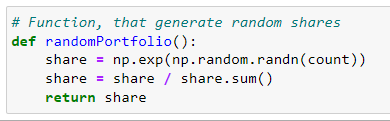 # Function, that generate random shares
def randomPortfolio():
    share = np.exp(np.random.randn(count))
    share = share / share.sum()
    return share